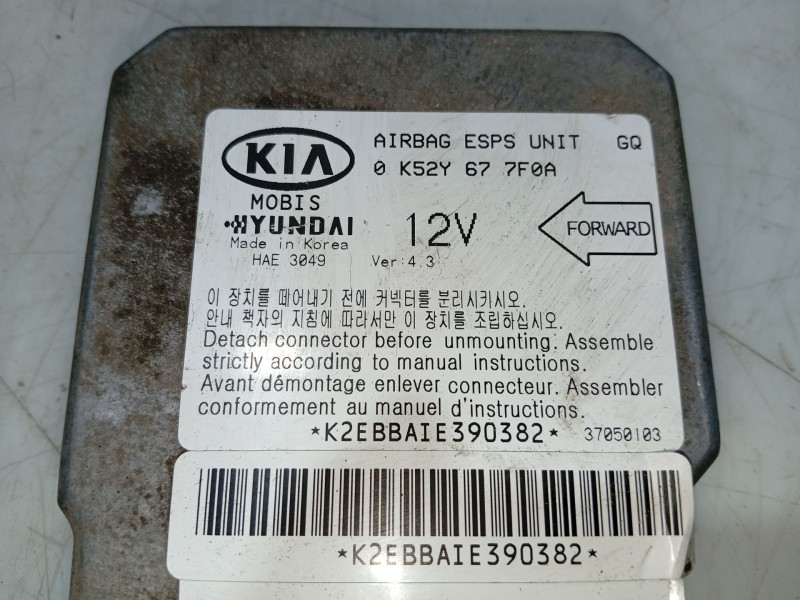 KIA
AIRBAG ESPS UNIT GQ
0 K52Y 67 7F0A
MOBIS
HYUNDAI
Made in Korea
HAE 3049
12V
Ver:4.3
FORWARD
이 장치를 떼어내기 전에 커넥터를 분리시키시오.
안내 책자의 지침에 따라서만 이 장치를 조립하십시오.
Detach connector before unmounting. Assemble
strictly according to manual instructions.
Avant démontage enlever connecteur. Assembler
conformement au manuel d'instructions.
*K2EBBAIE390382* 37050103
*K2EBBAIE390382*